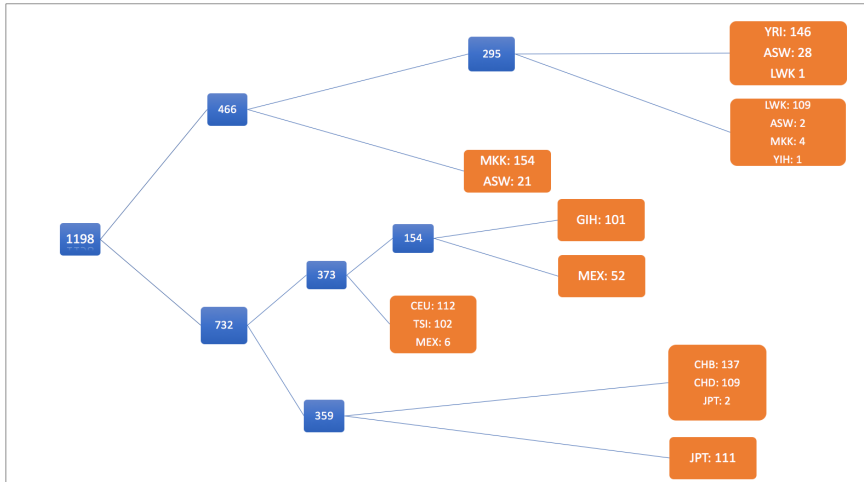 295
YRI: 146
ASW: 28
LWK 1
466
LWK: 109
ASW: 2
MKK: 4
YIH: 1
MKK: 154
ASW: 21
1198
154
GIH: 101
373
MEX: 52
732
CEU: 112
TSI: 102
MEX: 6
359
CHB: 137
CHD: 109
JPT: 2
JPT: 111